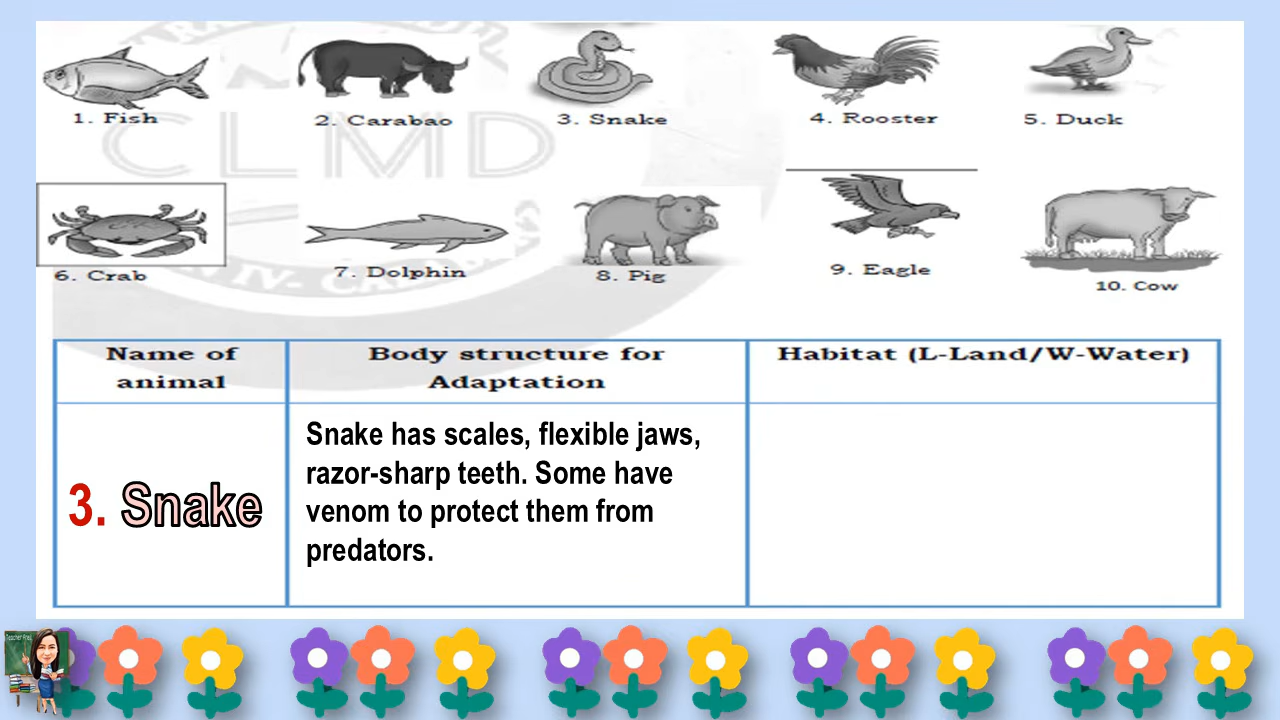 1. Fish
2. Carabao
3. Snake
4. Rooster
5. Duck
CLMD
6. Crab
7. Dolphin
8. Pig
9. Eagle
10. Cow
Name of
animal
Body structure for
Adaptation
Habitat (L-Land/W-Water)
3. Snake
Snake has scales, flexible jaws,
razor-sharp teeth. Some have
venom to protect them from
predators.